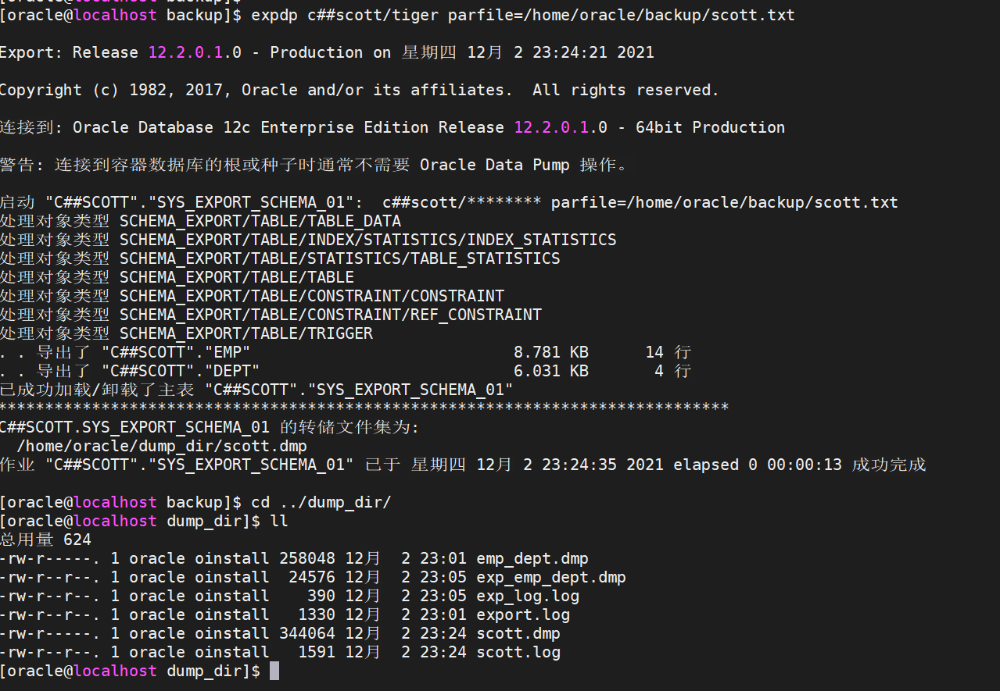 [oracle@localhost backup]$ expdp c##scott/tiger parfile=/home/oracle/backup/scott.txt
Export: Release 12.2.0.1.0 - Production on 星期四 12月 2 23:24:21 2021
Copyright (c) 1982, 2017, Oracle and/or its affiliates.  All rights reserved.
连接到: Oracle Database 12c Enterprise Edition Release 12.2.0.1.0 - 64bit Production
警告: 连接到容器数据库的根或种子时通常不需要 Oracle Data Pump 操作。
启动 "C##SCOTT"."SYS_EXPORT_SCHEMA_01":  c##scott/******** parfile=/home/oracle/backup/scott.txt
处理对象类型 SCHEMA_EXPORT/TABLE/TABLE_DATA
处理对象类型 SCHEMA_EXPORT/TABLE/INDEX/STATISTICS/INDEX_STATISTICS
处理对象类型 SCHEMA_EXPORT/TABLE/STATISTICS/TABLE_STATISTICS
处理对象类型 SCHEMA_EXPORT/TABLE/TABLE
处理对象类型 SCHEMA_EXPORT/TABLE/CONSTRAINT/CONSTRAINT
处理对象类型 SCHEMA_EXPORT/TABLE/CONSTRAINT/REF_CONSTRAINT
处理对象类型 SCHEMA_EXPORT/TABLE/TRIGGER
. . 导出了 "C##SCOTT"."EMP"                            8.781 KB      14 行
. . 导出了 "C##SCOTT"."DEPT"                           6.031 KB       4 行
已成功加载/卸载了主表 "C##SCOTT"."SYS_EXPORT_SCHEMA_01"
******************************************************************************
C##SCOTT.SYS_EXPORT_SCHEMA_01 的转储文件集为:
  /home/oracle/dump_dir/scott.dmp
作业 "C##SCOTT"."SYS_EXPORT_SCHEMA_01" 已于 星期四 12月 2 23:24:35 2021 elapsed 0 00:00:13 成功完成
[oracle@localhost backup]$ cd ../dump_dir/
[oracle@localhost dump_dir]$ ll
总用量 624
-rw-r-----. 1 oracle oinstall 258048 12月  2 23:01 emp_dept.dmp
-rw-r--r--. 1 oracle oinstall  24576 12月  2 23:05 exp_emp_dept.dmp
-rw-r--r--. 1 oracle oinstall    390 12月  2 23:05 exp_log.log
-rw-r--r--. 1 oracle oinstall   1330 12月  2 23:01 export.log
-rw-r-----. 1 oracle oinstall 344064 12月  2 23:24 scott.dmp
-rw-r--r--. 1 oracle oinstall   1591 12月  2 23:24 scott.log
[oracle@localhost dump_dir]$